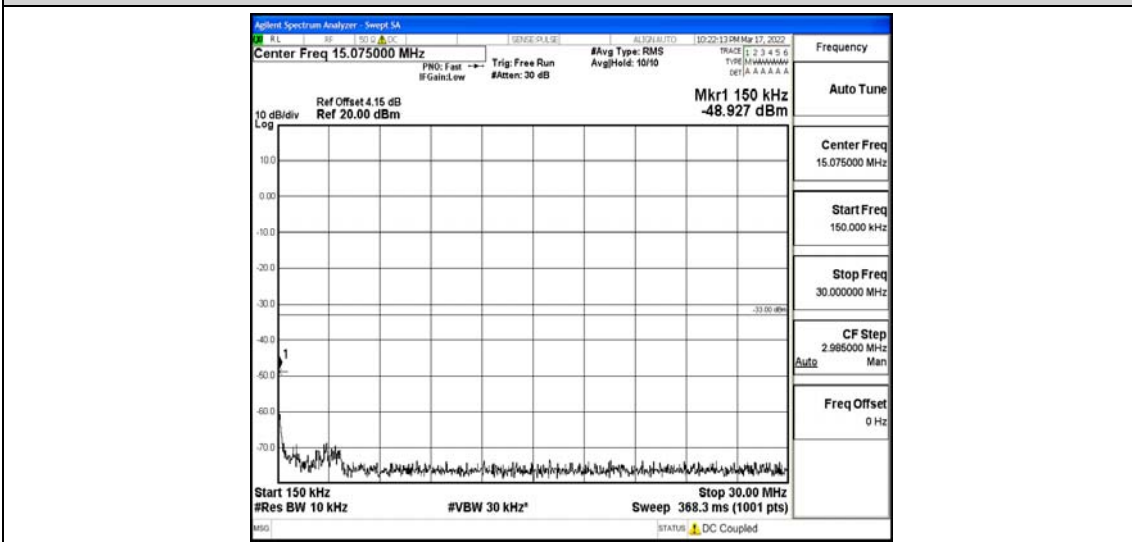 Agilent Spectrum Analyzer - Swept SA
RL RF 50 Ω DC SENSE:PULSE ALIGN AUTO 10:22:13 PM Mar 17, 2022
Center Freq 15.075000 MHz
PNO: Fast
IFGain:Low
Trig: Free Run
#Atten: 30 dB
#Avg Type: RMS
Avg|Hold: 10/10
TRACE 1 2 3 4 5 6
TYPE
DET A A A A A A
Frequency
Auto Tune
Mkr1 150 kHz
-48.927 dBm
Ref Offset 4.15 dB
10 dB/div Ref 20.00 dBm
Log
10.0
0.00
-10.0
-20.0
-30.0
-33.00 dBm
-40.0
1
-50.0
-60.0
-70.0
Center Freq
15.075000 MHz
Start Freq
150.000 kHz
Stop Freq
30.000000 MHz
CF Step
2.985000 MHz
Auto Man
Freq Offset
0 Hz
Start 150 kHz Stop 30.00 MHz
#Res BW 10 kHz #VBW 30 kHz* Sweep 368.3 ms (1001 pts)
MSG STATUS DC Coupled